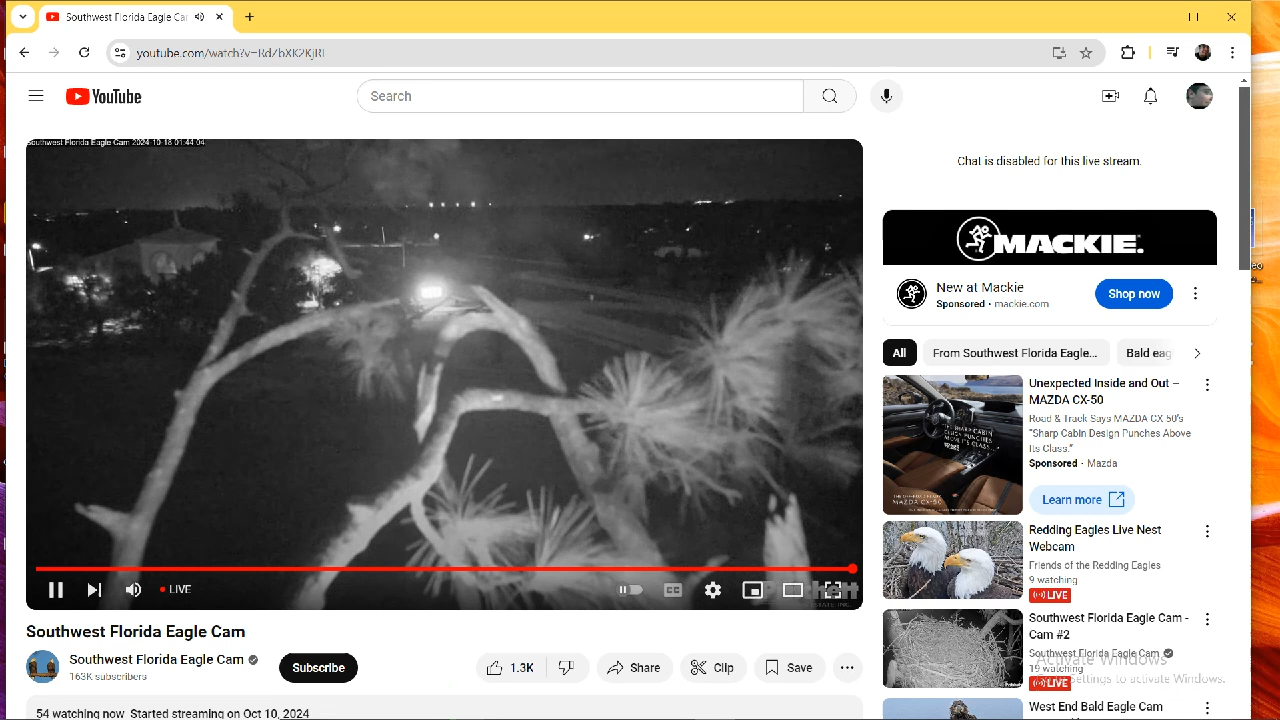 Southwest Florida Eagle Cam
youtube.com/watch?v=RdZbXK2KjRI
YouTube
Search
Southwest Florida Eagle Cam 2024-10-18 01:44 04
Chat is disabled for this live stream.
MACKIE.
New at Mackie
Sponsored · mackie.com
Shop now
All
From Southwest Florida Eagle...
Bald eag
Unexpected Inside and Out –
MAZDA CX-50
Road & Track Says MAZDA CX 50's
"Sharp Cabin Design Punches Above
Its Class."
Sponsored · Mazda
Learn more
Redding Eagles Live Nest
Webcam
Friends of the Redding Eagles
9 watching
LIVE
Southwest Florida Eagle Cam -
Cam #2
Southwest Florida Eagle Cam
19 watching
LIVE
West End Bald Eagle Cam
Activate Windows
Go to Settings to activate Windows.
LIVE
CC
Southwest Florida Eagle Cam
Southwest Florida Eagle Cam
163K subscribers
Subscribe
1.3K
Share
Clip
Save
54 watching now Started streaming on Oct 10, 2024